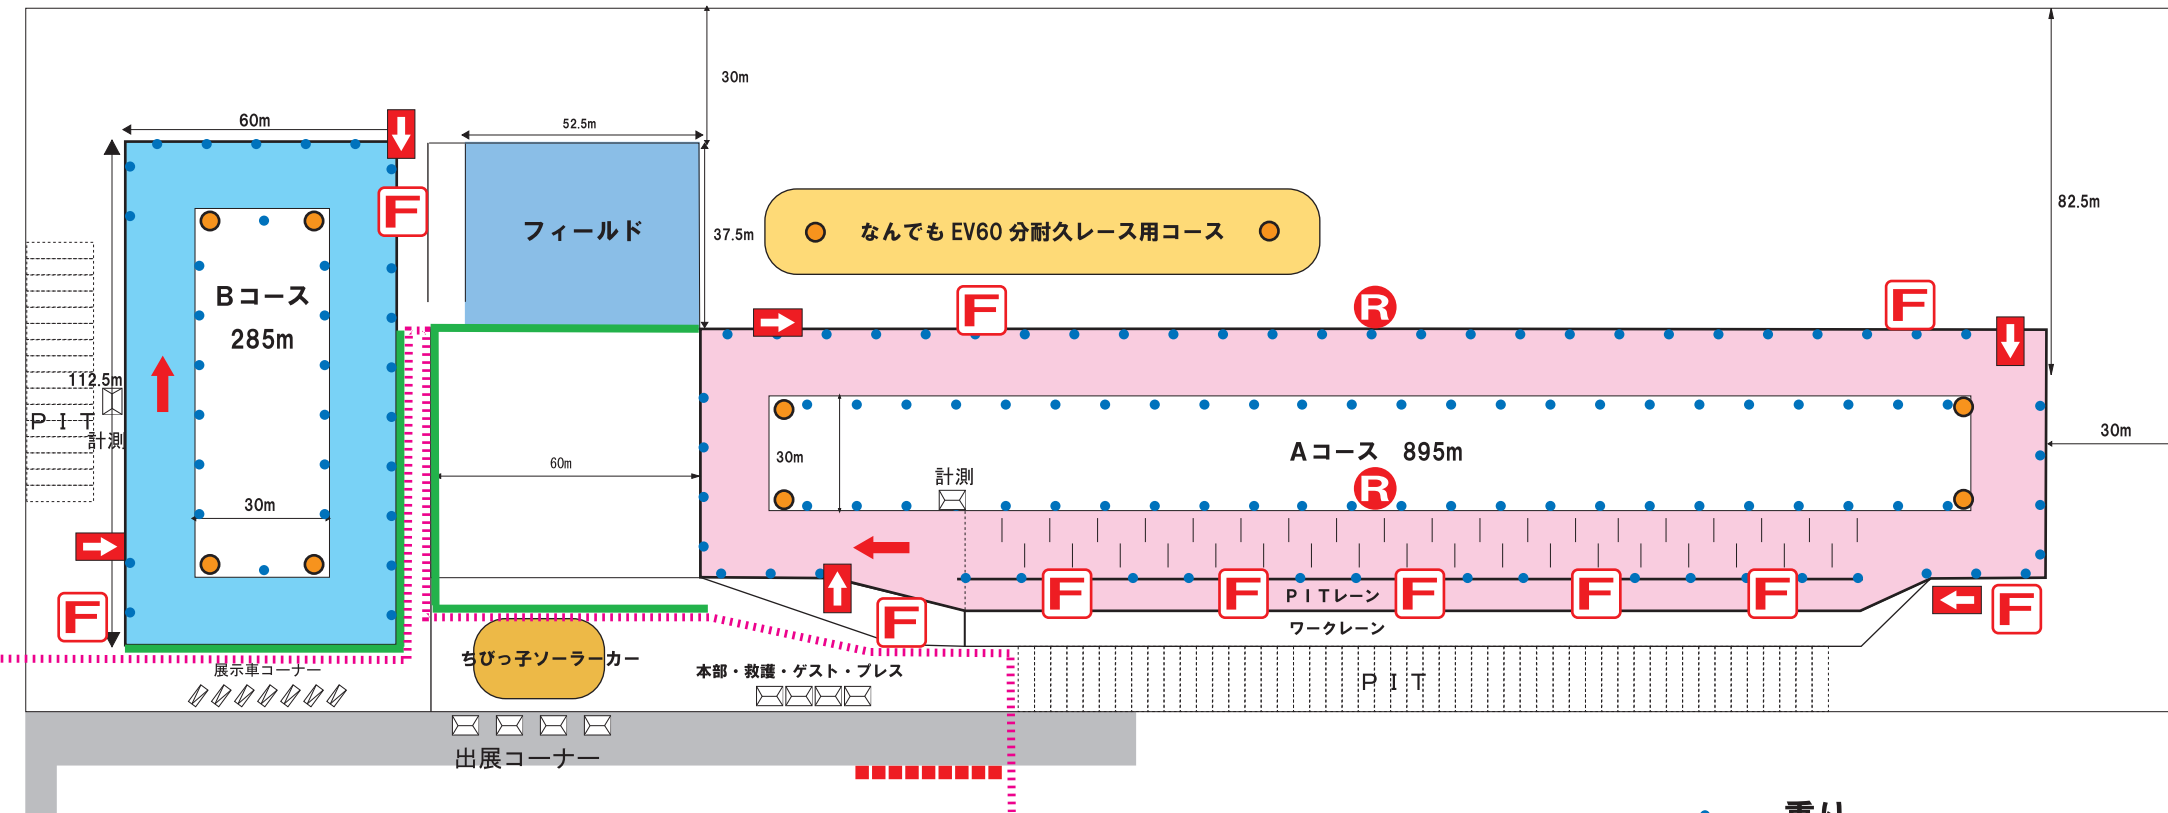 30m
60m
52.5m
82.5m
フィールド
37.5m
なんでも EV60 分耐久レース用コース
F
F
R
F
Bコース
285m
112.5m
PIT
計測
30m
60m
30m
Aコース 895m
R
30m
計測
F
F
F
F
F
F
F
F
PITレーン
ワークレーン
ちびっ子ソーラーカー
展示車コーナー
本部・救護・ゲスト・プレス
PIT
出展コーナー